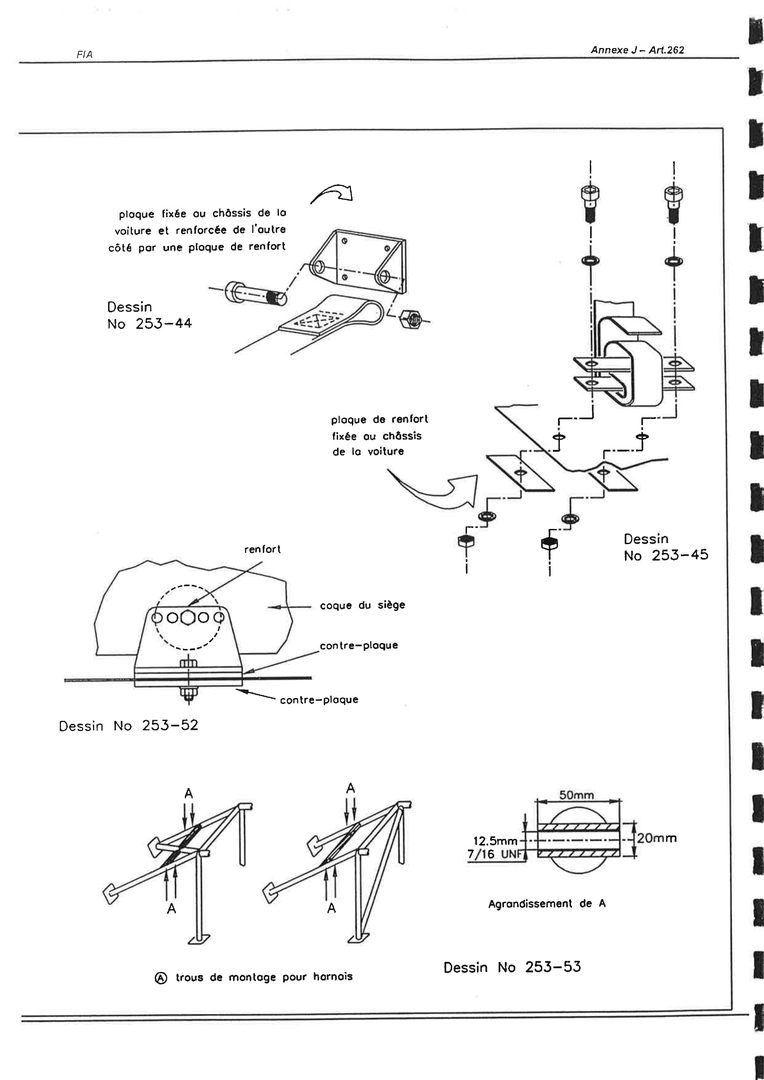 FIA
Annexe J – Art.262
plaque fixée au châssis de la
voiture et renforcée de l'autre
côté par une plaque de renfort
Dessin
No 253-44
plaque de renfort
fixée au châssis
de la voiture
Dessin
No 253-45
renfort
coque du siège
contre-plaque
contre-plaque
Dessin No 253-52
A
A
A
A
50mm
12.5mm
7/16 UNF
20mm
Agrandissement de A
A trous de montage pour harnais
Dessin No 253-53